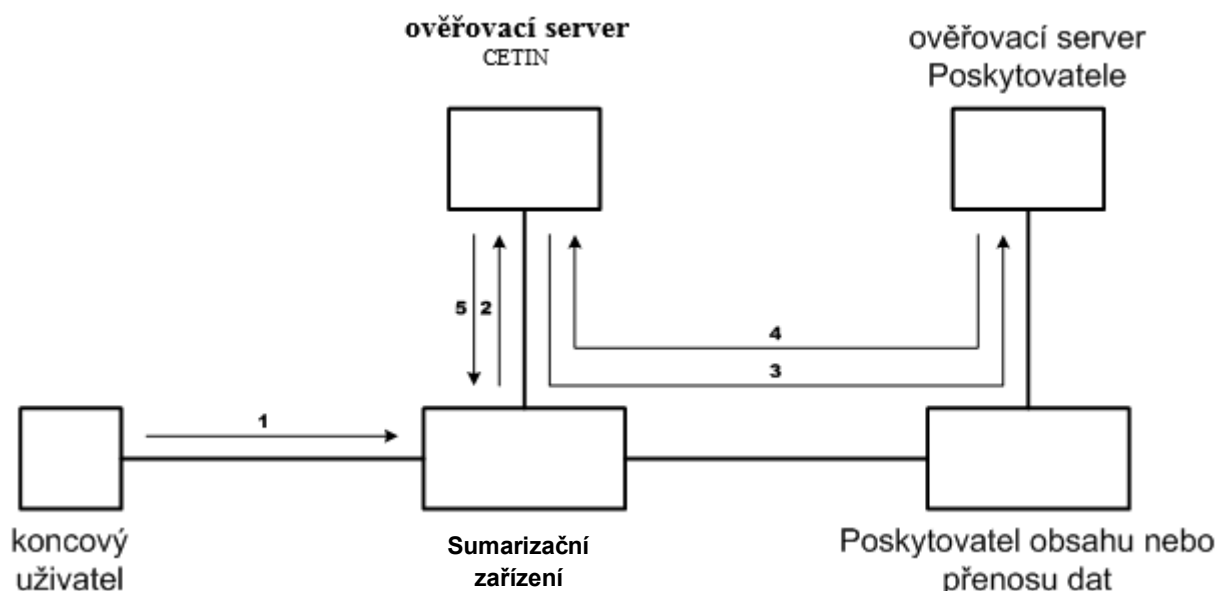 ověřovací server
CETIN
ověřovací server
Poskytovatele
5
2
4
3
1
koncový
uživatel
Sumarizační
zařízení
Poskytovatel obsahu nebo
přenosu dat